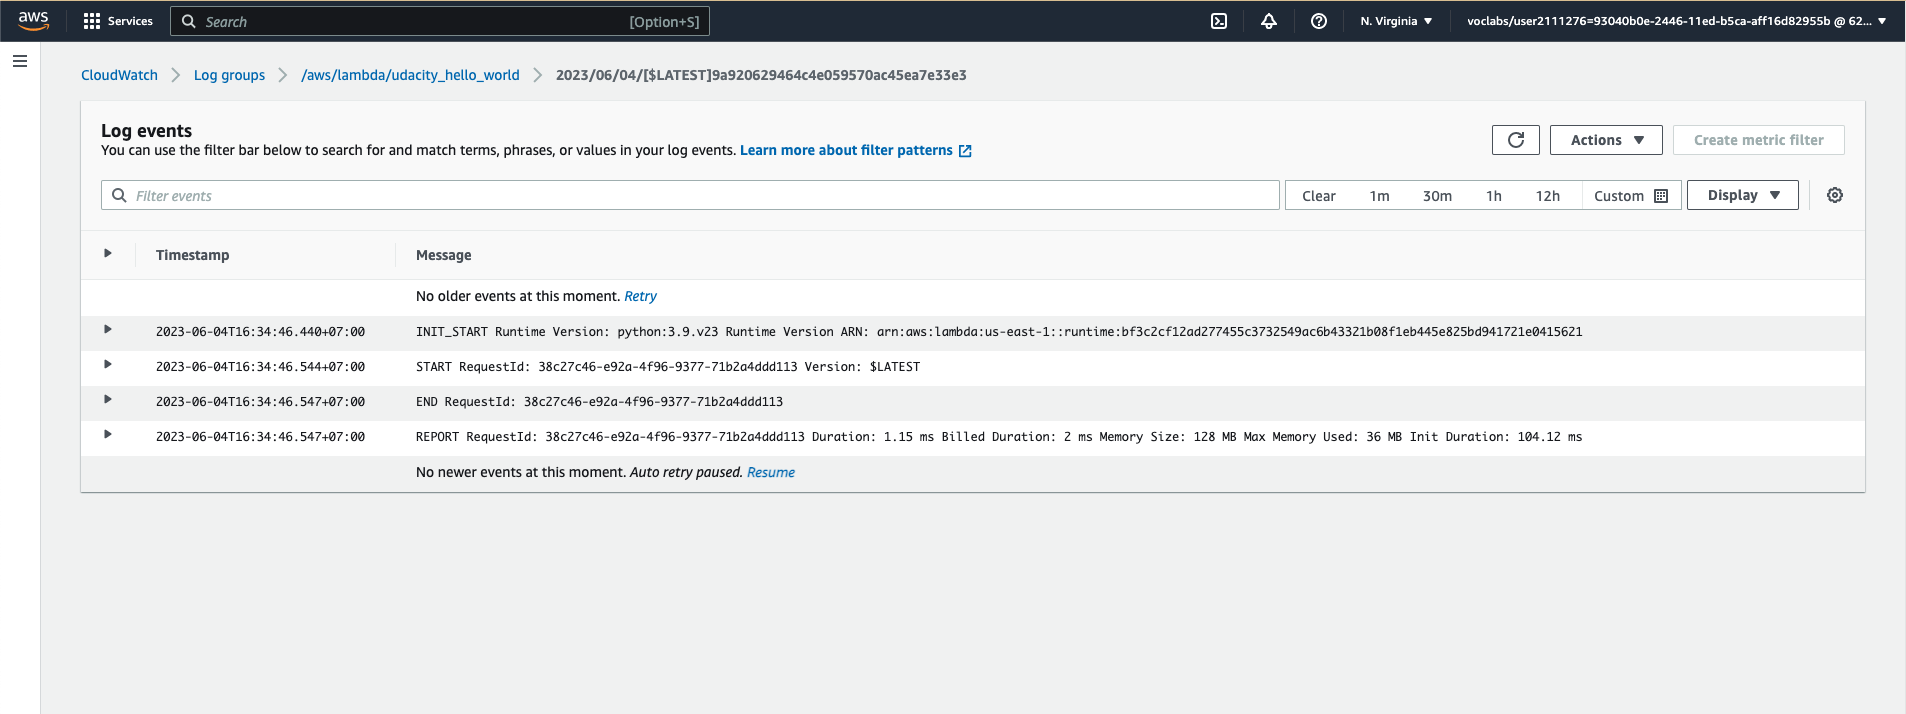 aws Services Search [Option+S] N. Virginia voclabs/user2111276=93040b0e-2446-11ed-b5ca-aff16d82955b @ 62...
CloudWatch Log groups /aws/lambda/udacity_hello_world 2023/06/04/[$LATEST]9a920629464c4e059570ac45ea7e33e3
Log events
You can use the filter bar below to search for and match terms, phrases, or values in your log events. Learn more about filter patterns
Actions Create metric filter
Filter events Clear 1m 30m 1h 12h Custom Display
Timestamp Message
No older events at this moment. Retry
2023-06-04T16:34:46.440+07:00 INIT_START Runtime Version: python:3.9.v23 Runtime Version ARN: arn:aws:lambda:us-east-1::runtime:bf3c2cf12ad277455c3732549ac6b43321b08f1eb445e825bd941721e0415621
2023-06-04T16:34:46.544+07:00 START RequestId: 38c27c46-e92a-4f96-9377-71b2a4ddd113 Version: $LATEST
2023-06-04T16:34:46.547+07:00 END RequestId: 38c27c46-e92a-4f96-9377-71b2a4ddd113
2023-06-04T16:34:46.547+07:00 REPORT RequestId: 38c27c46-e92a-4f96-9377-71b2a4ddd113 Duration: 1.15 ms Billed Duration: 2 ms Memory Size: 128 MB Max Memory Used: 36 MB Init Duration: 104.12 ms
No newer events at this moment. Auto retry paused. Resume